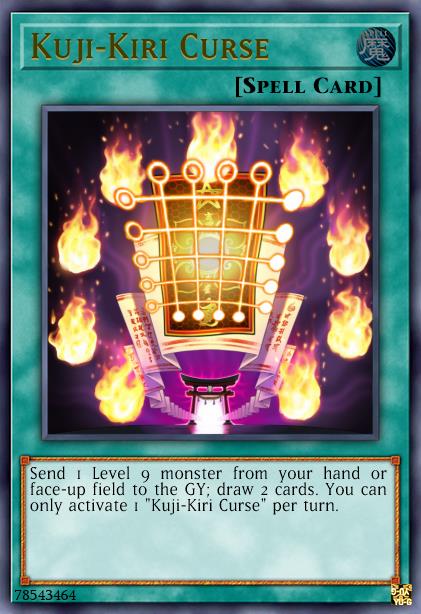 Kuji-Kiri Curse
魔
[Spell Card]
Send 1 Level 9 monster from your hand or
face-up field to the GY; draw 2 cards. You can
only activate 1 "Kuji-Kiri Curse" per turn.
78543464